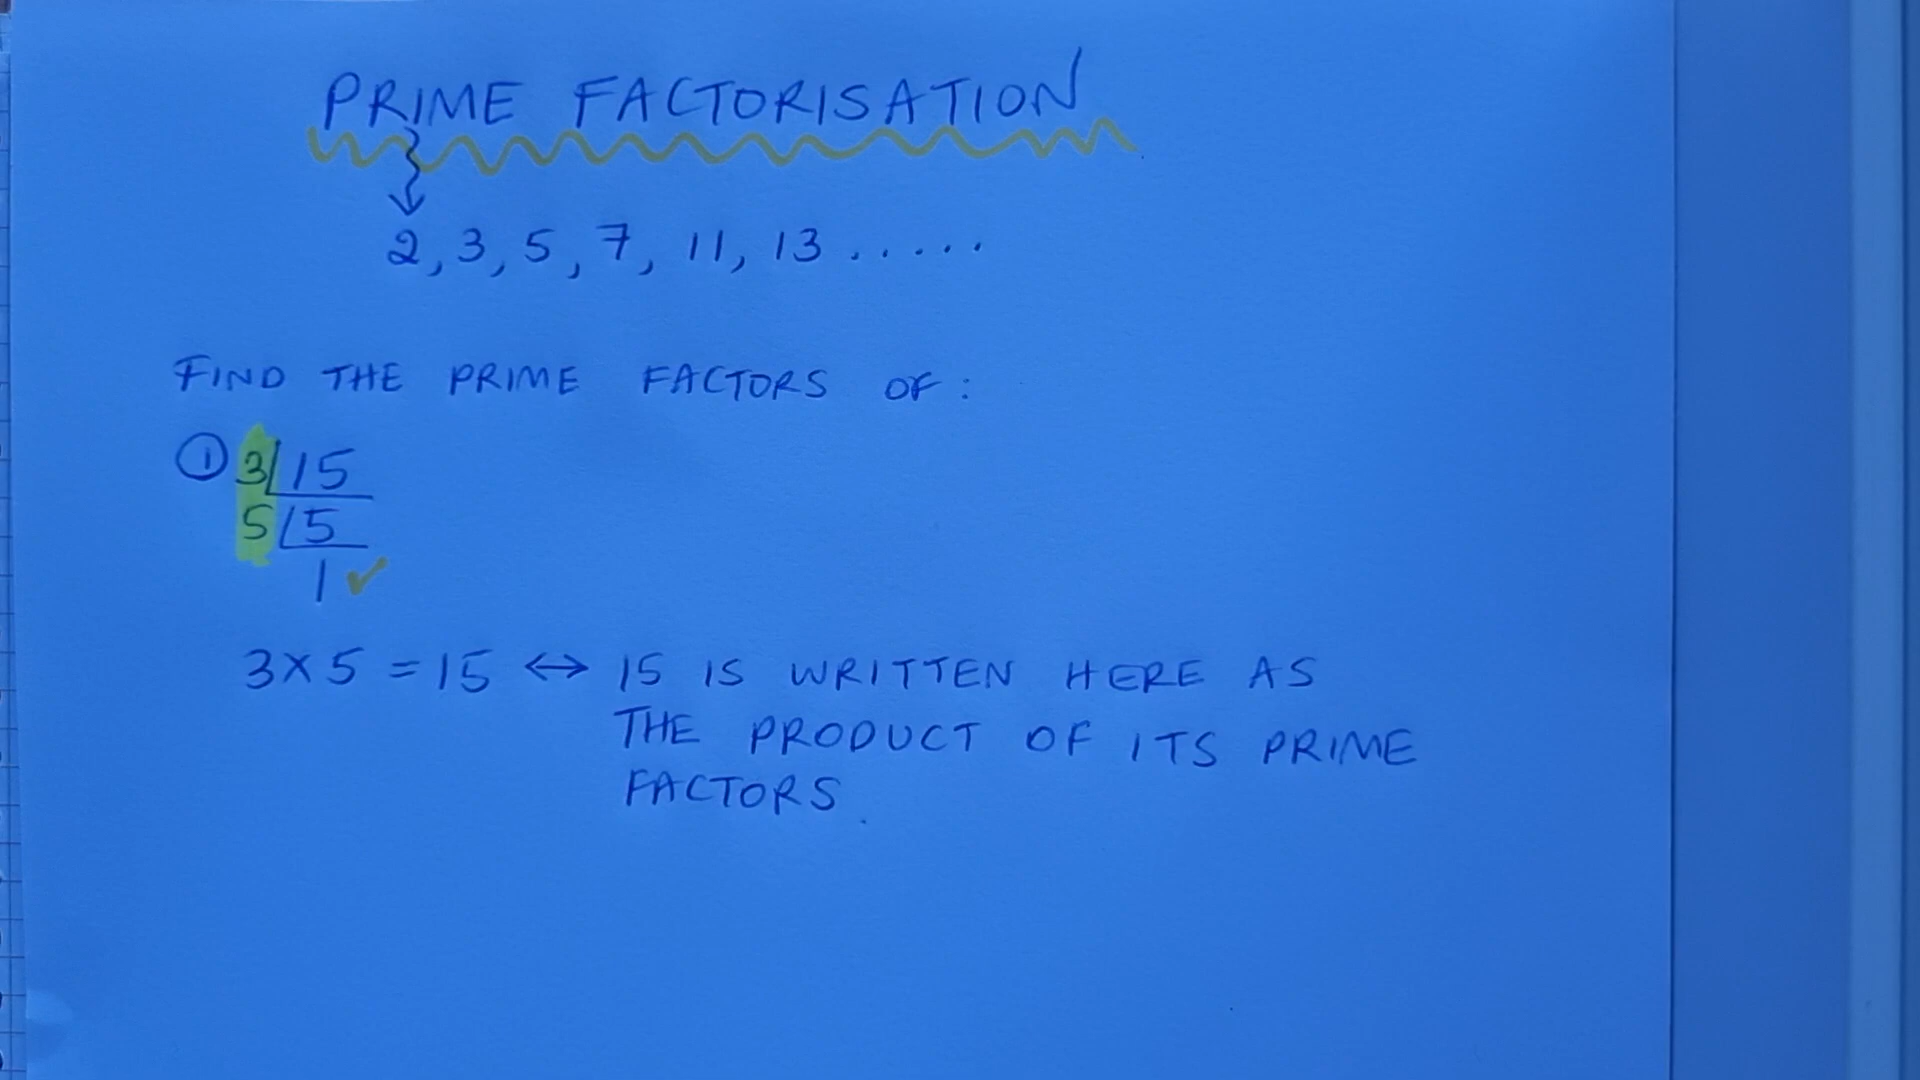 PRIME FACTORISATION
2, 3, 5, 7, 11, 13 .....
FIND THE PRIME FACTORS OF :
① 3 15
5 5
1 ✓
3 × 5 = 15 ↔ 15 IS WRITTEN HERE AS
THE PRODUCT OF ITS PRIME
FACTORS.